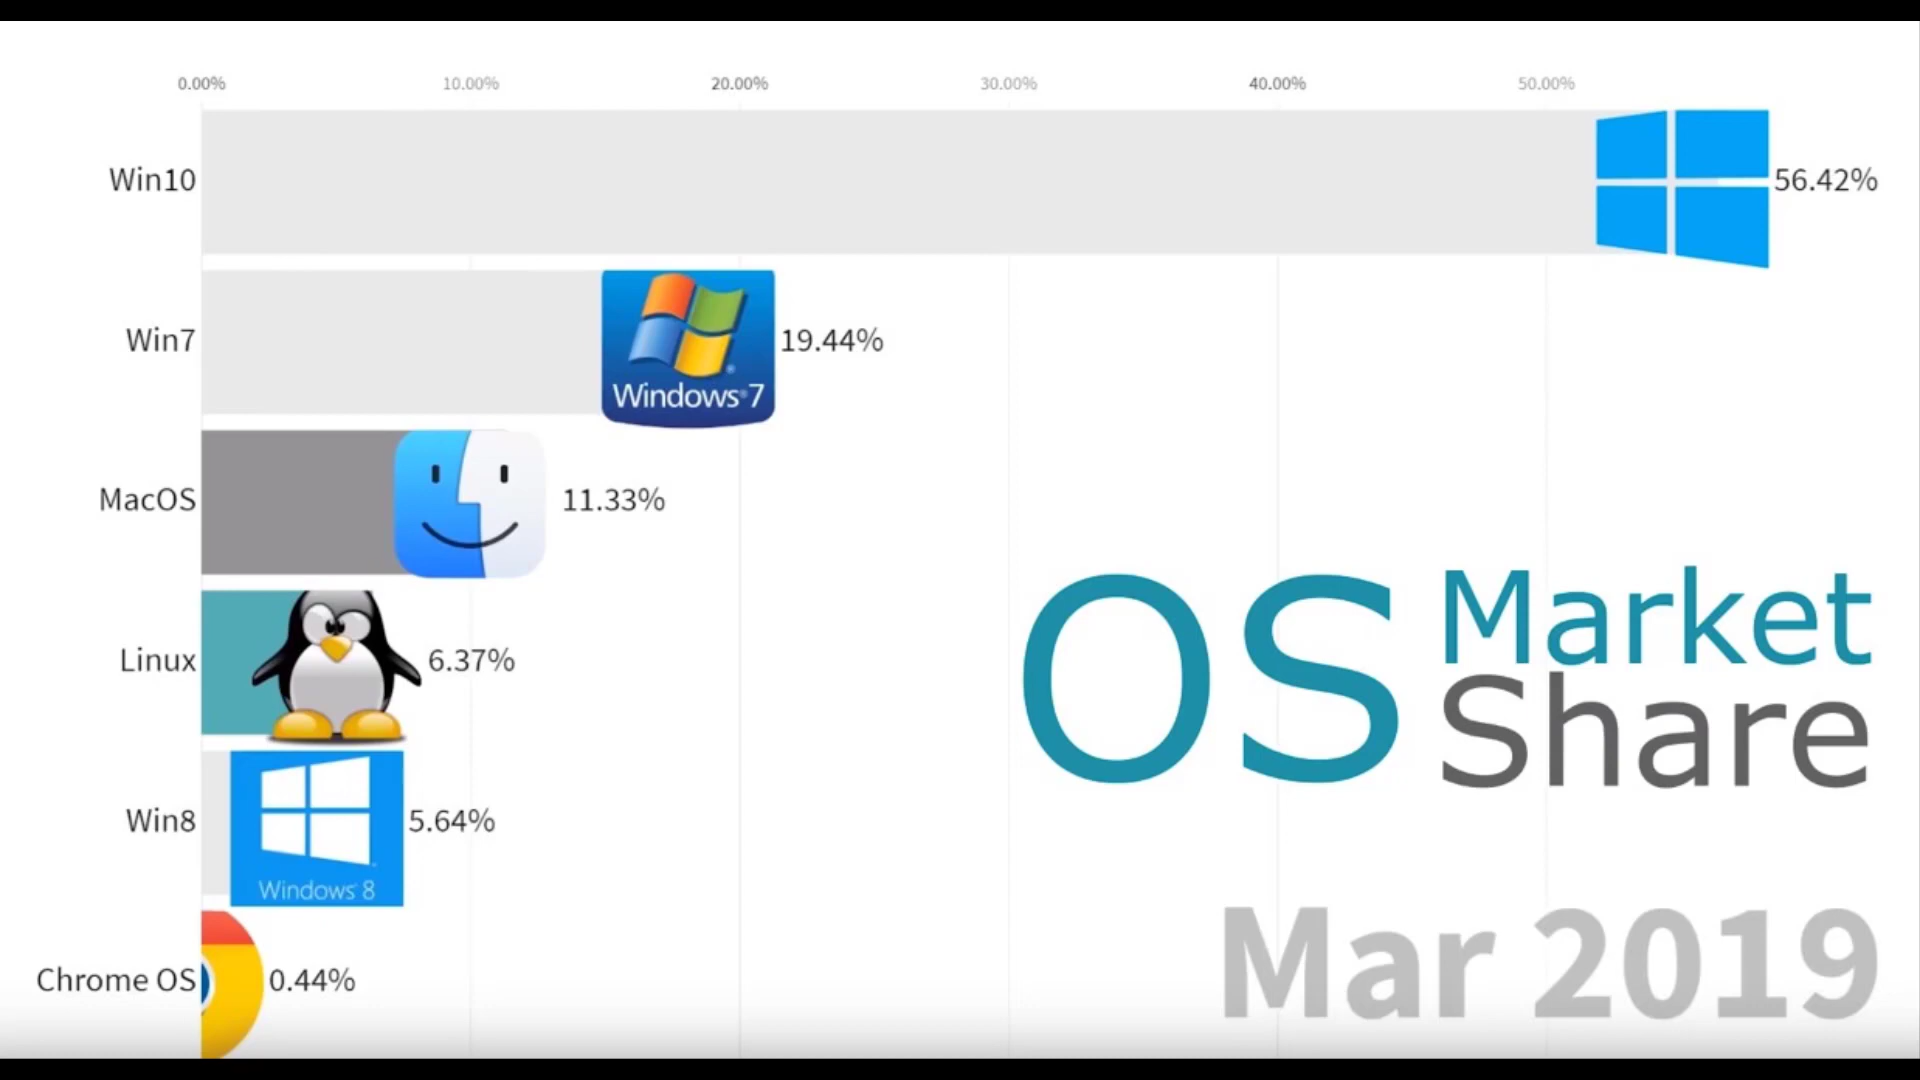 0.00% 10.00% 20.00% 30.00% 40.00% 50.00%
Win10 56.42%
Win7 Windows®7 19.44%
MacOS 11.33%
Linux 6.37%
Win8 5.64%
Windows® 8
Chrome OS 0.44%
OS Market
Share
Mar 2019